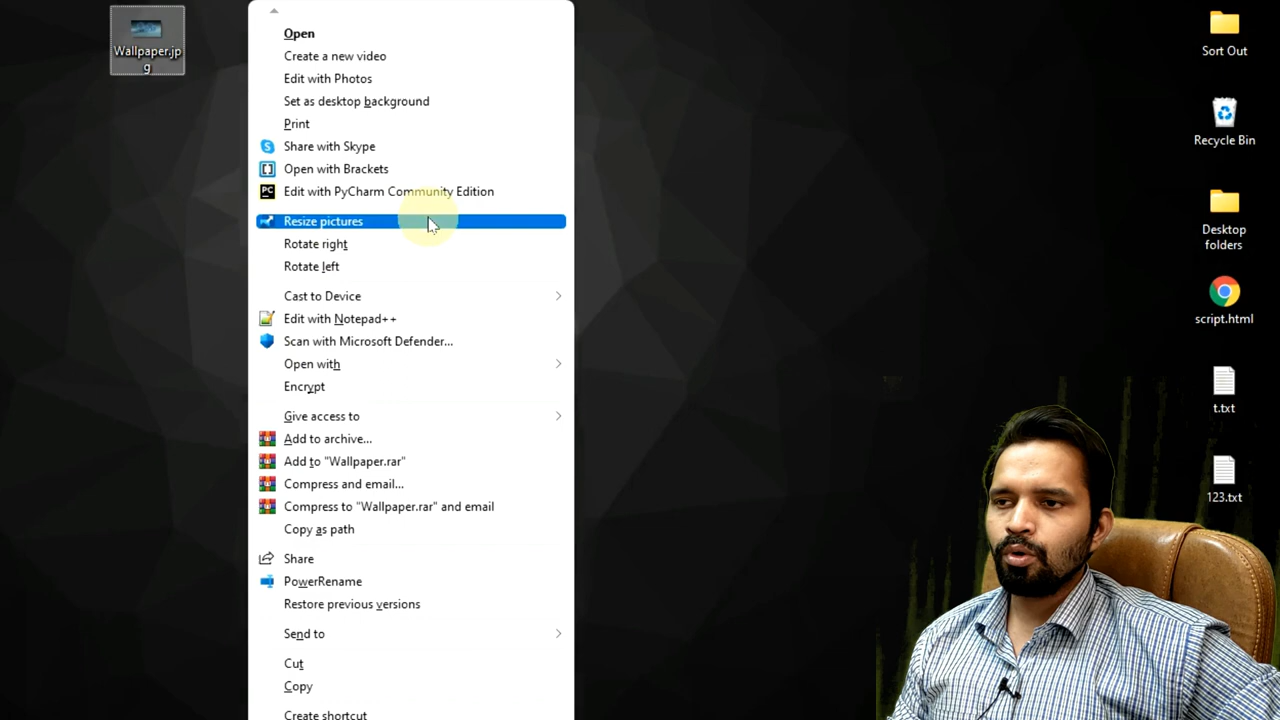 Wallpaper.jp
g
Open
Create a new video
Edit with Photos
Set as desktop background
Print
Share with Skype
Open with Brackets
PC
Edit with PyCharm Community Edition
Resize pictures
Rotate right
Rotate left
Cast to Device
Edit with Notepad++
Scan with Microsoft Defender...
Open with
Encrypt
Give access to
Add to archive...
Add to "Wallpaper.rar"
Compress and email...
Compress to "Wallpaper.rar" and email
Copy as path
Share
PowerRename
Restore previous versions
Send to
Cut
Copy
Create shortcut
Sort Out
Recycle Bin
Desktop
folders
script.html
t.txt
123.txt